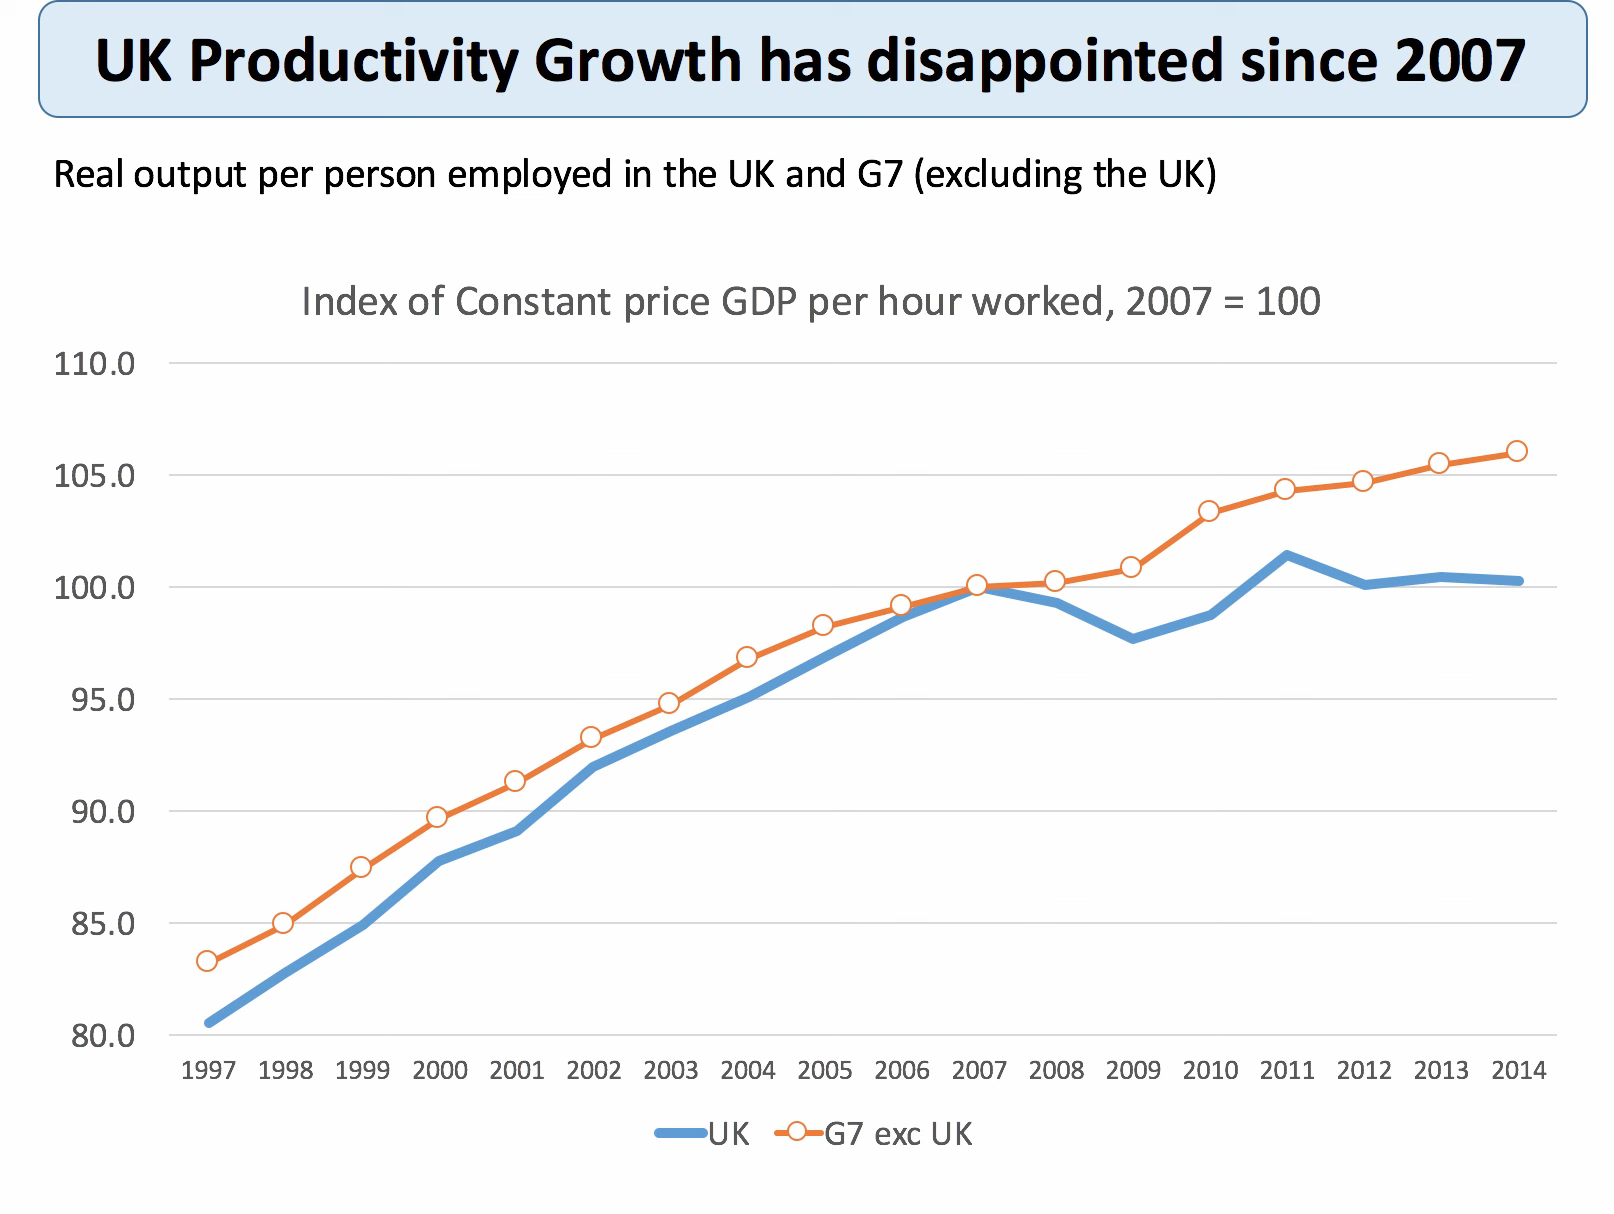 UK Productivity Growth has disappointed since 2007
Real output per person employed in the UK and G7 (excluding the UK)
Index of Constant price GDP per hour worked, 2007 = 100
110.0
105.0
100.0
95.0
90.0
85.0
80.0
1997 1998 1999 2000 2001 2002 2003 2004 2005 2006 2007 2008 2009 2010 2011 2012 2013 2014
UK G7 exc UK